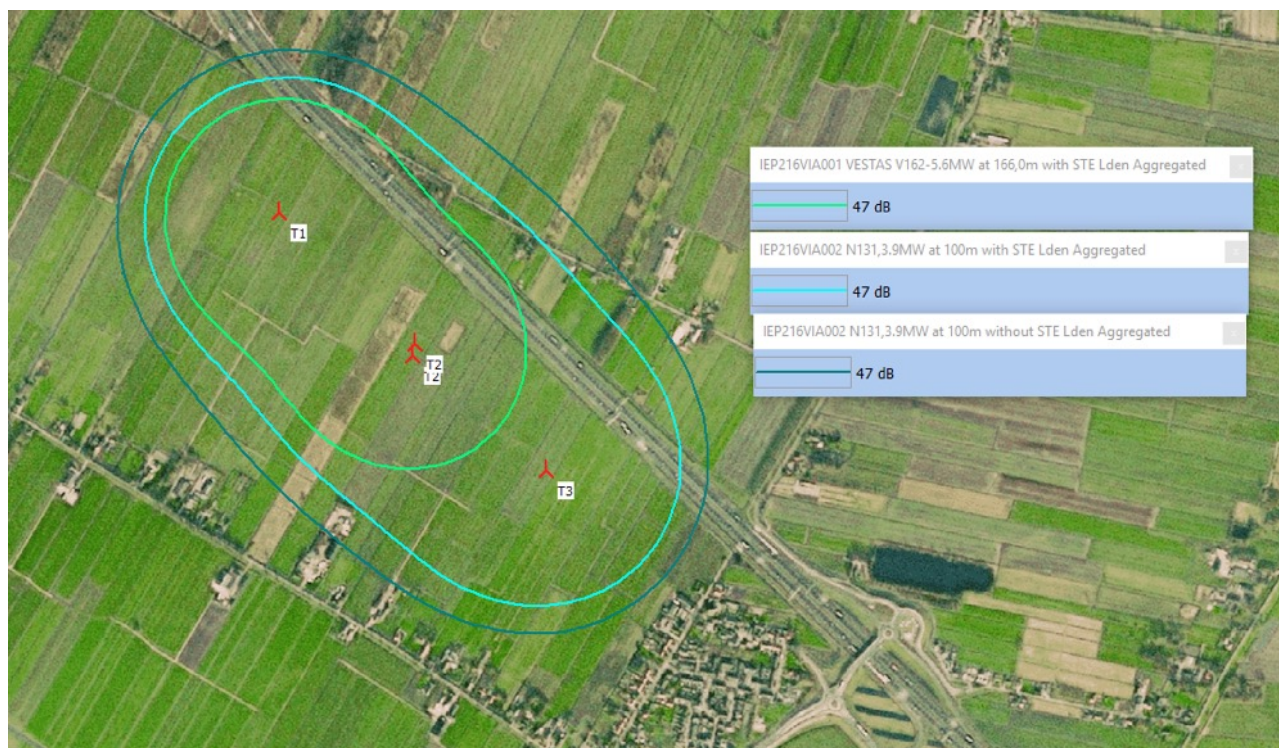 IEP216VIA001 VESTAS V162-5.6MW at 166,0m with STE Lden Aggregated
47 dB
IEP216VIA002 N131,3.9MW at 100m with STE Lden Aggregated
47 dB
IEP216VIA002 N131,3.9MW at 100m without STE Lden Aggregated
47 dB
T1
T2
T2
T3